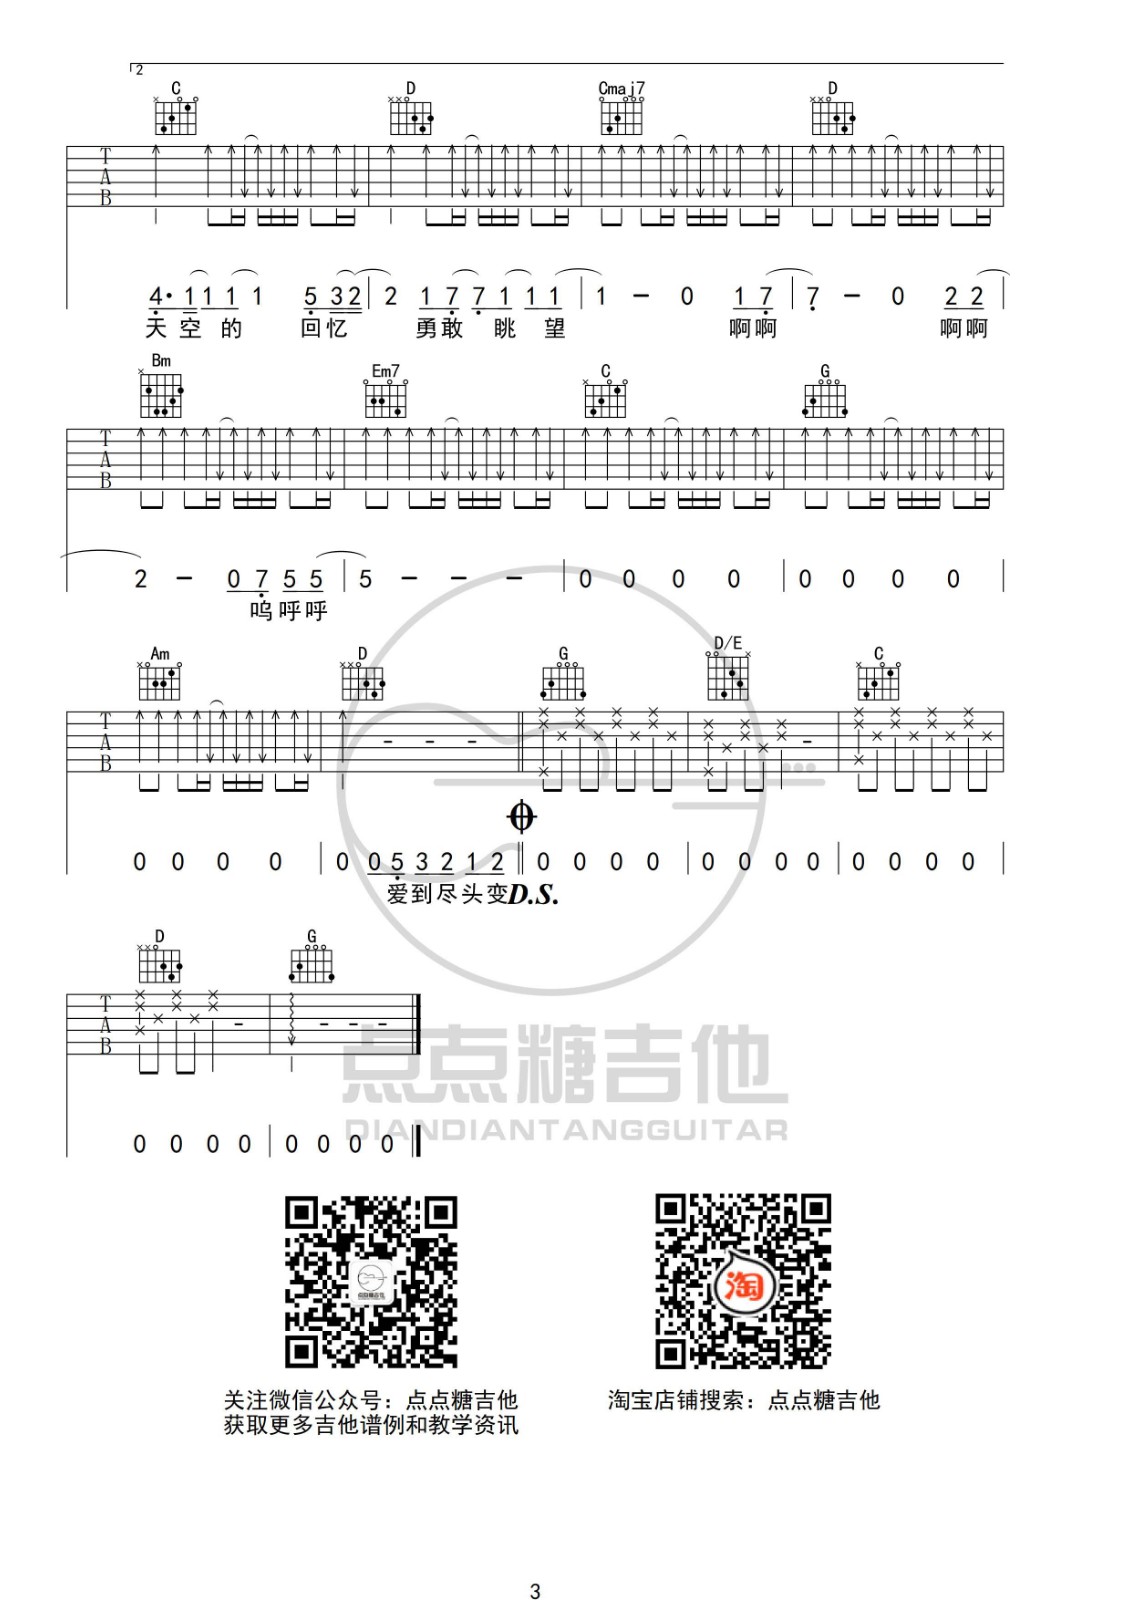 2
C D Cmaj7 D
T
A
B
4· 1 1 1 1 5 3 2 | 2 1 7 7 1 1 1 | 1 – 0 1 7 | 7 – 0 2 2
天 空 的 回忆 勇敢 眺 望 啊啊 啊啊
Bm Em7 C G
T
A
B
2 – 0 7 5 5 | 5 – – – | 0 0 0 0 | 0 0 0 0 |
呜呼呼
Am D G D/E C
T
A
B
0 0 0 0 | 0 0 5 3 2 1 2 || 0 0 0 0 | 0 0 0 0 | 0 0 0 0 |
爱到尽头变D.S.
D G
T
A
B
点点糖吉他
DIANDIANTANGGUITAR
0 0 0 0 | 0 0 0 0
点点糖吉他
淘
关注微信公众号：点点糖吉他
获取更多吉他谱例和教学资讯
淘宝店铺搜索：点点糖吉他
3